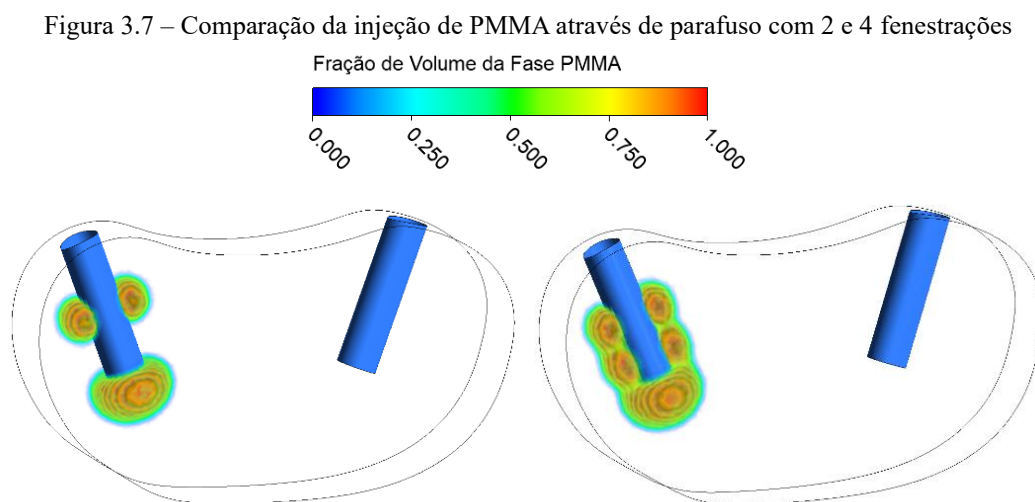 Figura 3.7 – Comparação da injeção de PMMA através de parafuso com 2 e 4 fenestrações
Fração de Volume da Fase PMMA
0.000 0.250 0.500 0.750 1.000